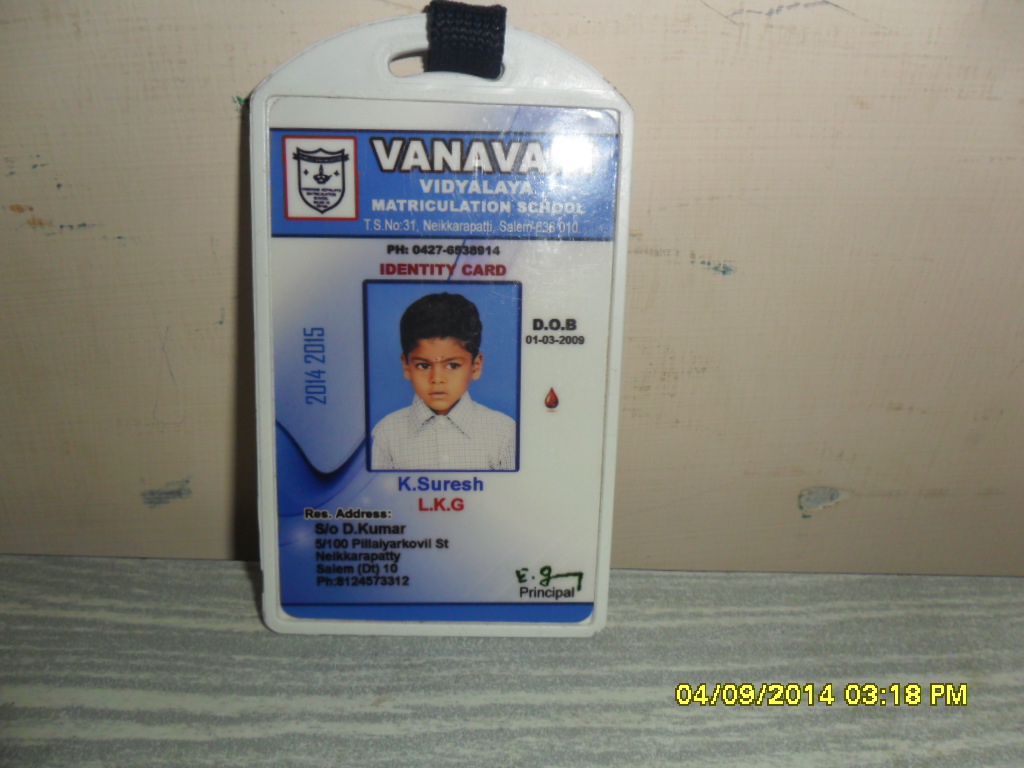 VIDYALAYA
MATRICULATION SCHOOL
T.S.No:31, Neikkarapatti, Salem-636 010.
PH: 0427-6538914
IDENTITY CARD
2014 2015
D.O.B
01-03-2009
K.Suresh
L.K.G
Res. Address:
S/o D.Kumar
5/100 Pillaiyarkovil St
Neikkarapatty
Salem (Dt) 10
Ph:8124573312
Principal
04/09/2014 03:18 PM